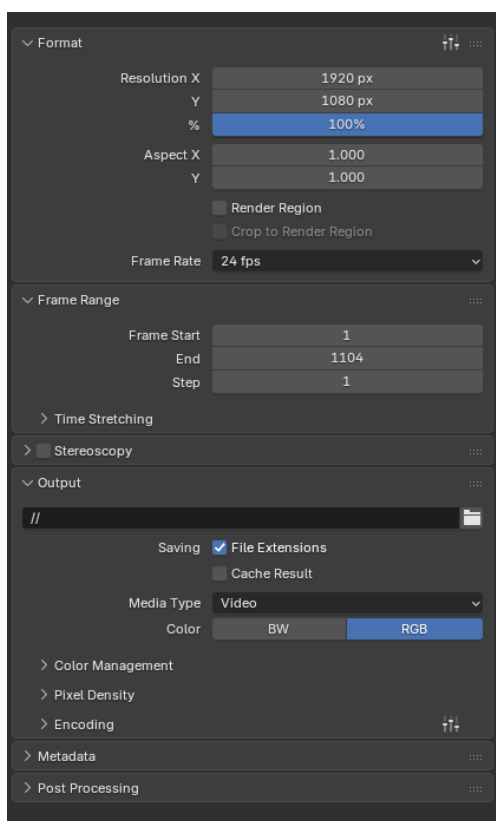 Format
Resolution X 1920 px
Y 1080 px
% 100%
Aspect X 1.000
Y 1.000
Render Region
Crop to Render Region
Frame Rate 24 fps
Frame Range
Frame Start 1
End 1104
Step 1
Time Stretching
Stereoscopy
Output
//
Saving File Extensions
Cache Result
Media Type Video
Color BW RGB
Color Management
Pixel Density
Encoding
Metadata
Post Processing